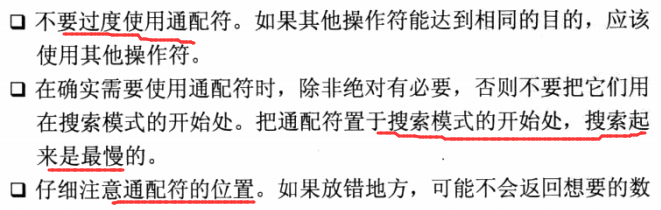 ❑ 不要过度使用通配符。如果其他操作符能达到相同的目的，应该
使用其他操作符。
❑ 在确实需要使用通配符时，除非绝对有必要，否则不要把它们用
在搜索模式的开始处。把通配符置于搜索模式的开始处，搜索起
来是最慢的。
❑ 仔细注意通配符的位置。如果放错地方，可能不会返回想要的数